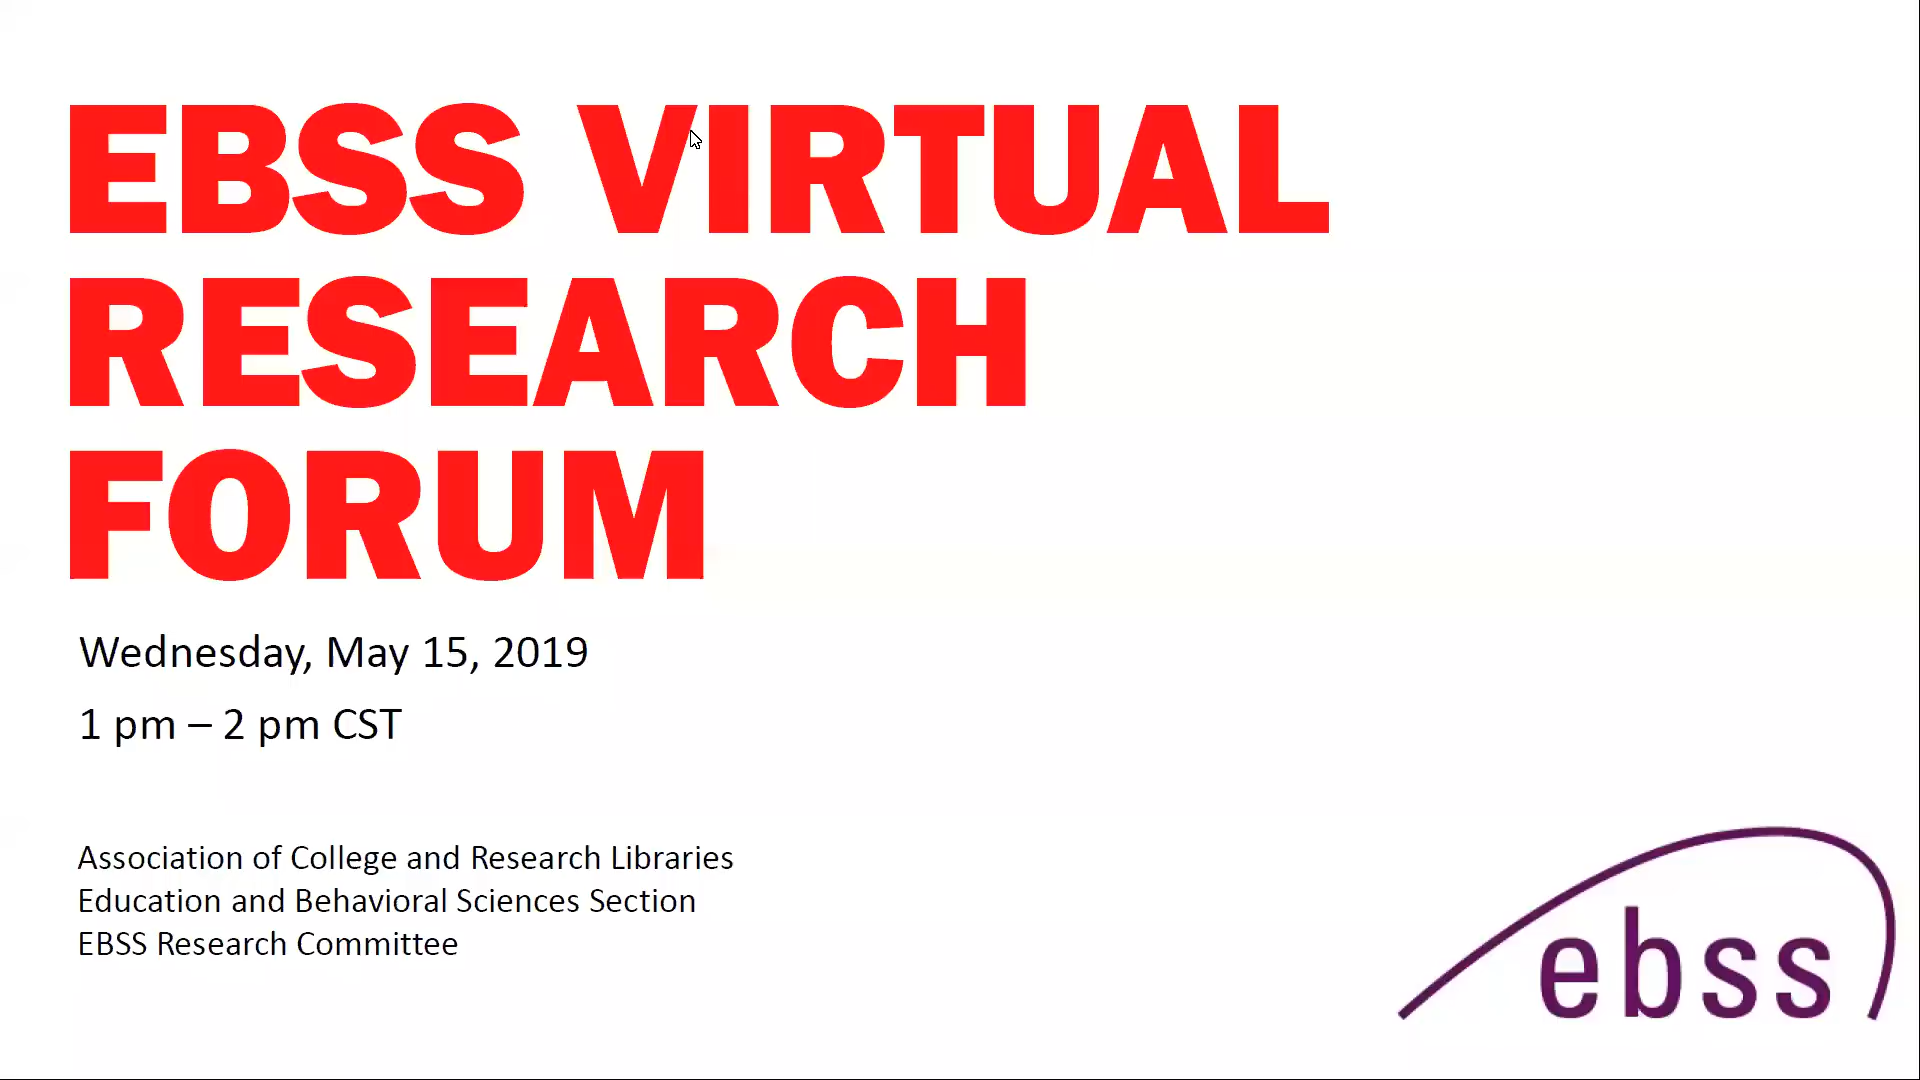 EBSS VIRTUAL
RESEARCH
FORUM
Wednesday, May 15, 2019
1 pm – 2 pm CST
Association of College and Research Libraries
Education and Behavioral Sciences Section
EBSS Research Committee
ebss